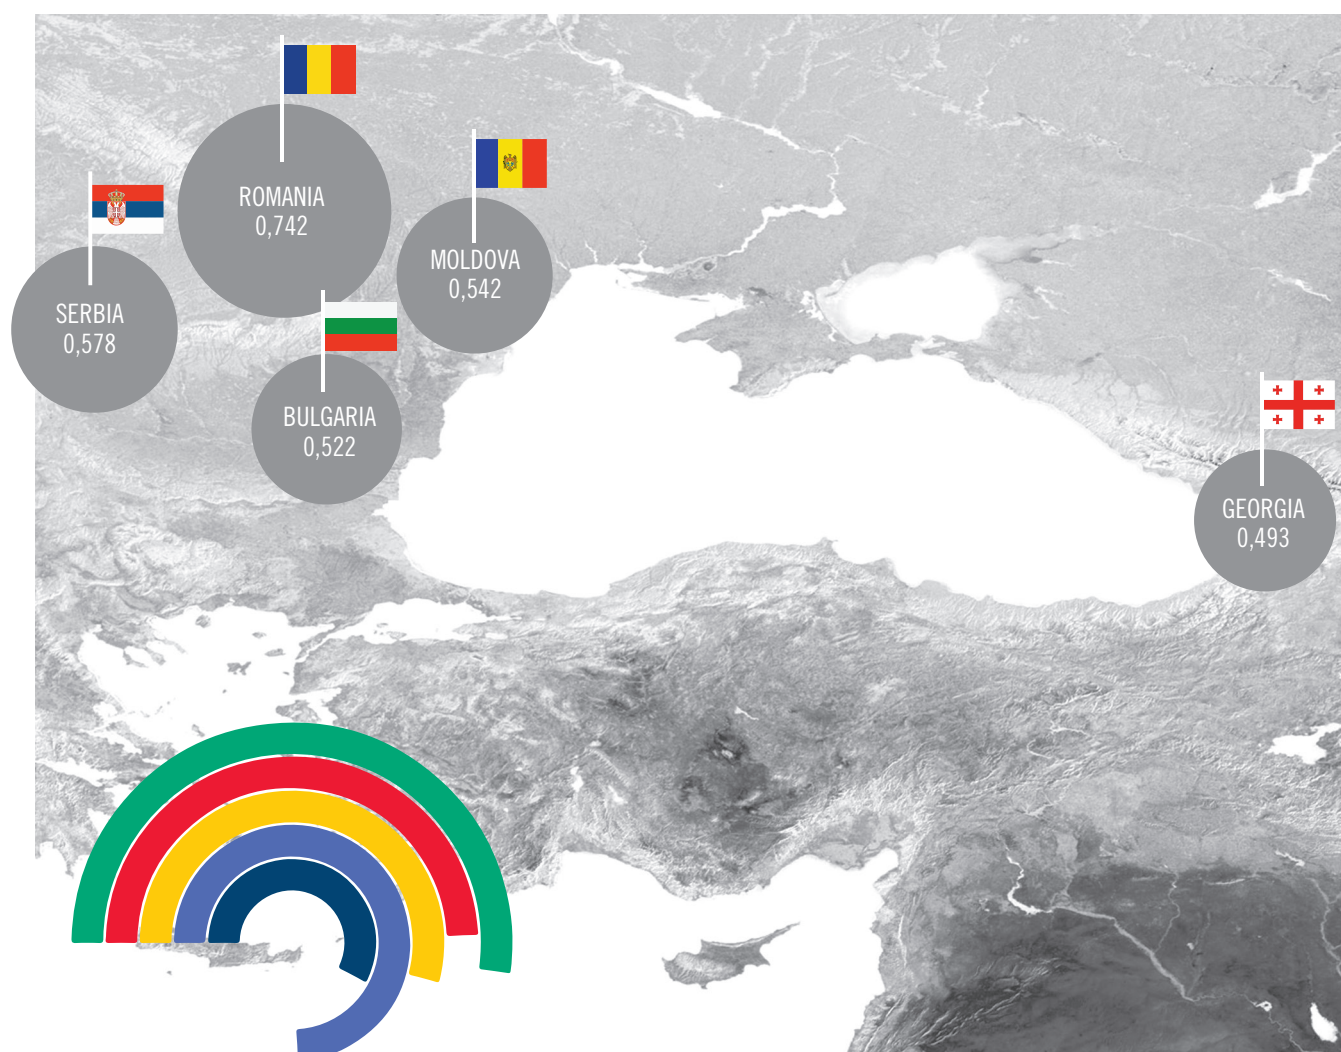 ROMANIA
0,742
MOLDOVA
0,542
SERBIA
0,578
BULGARIA
0,522
GEORGIA
0,493